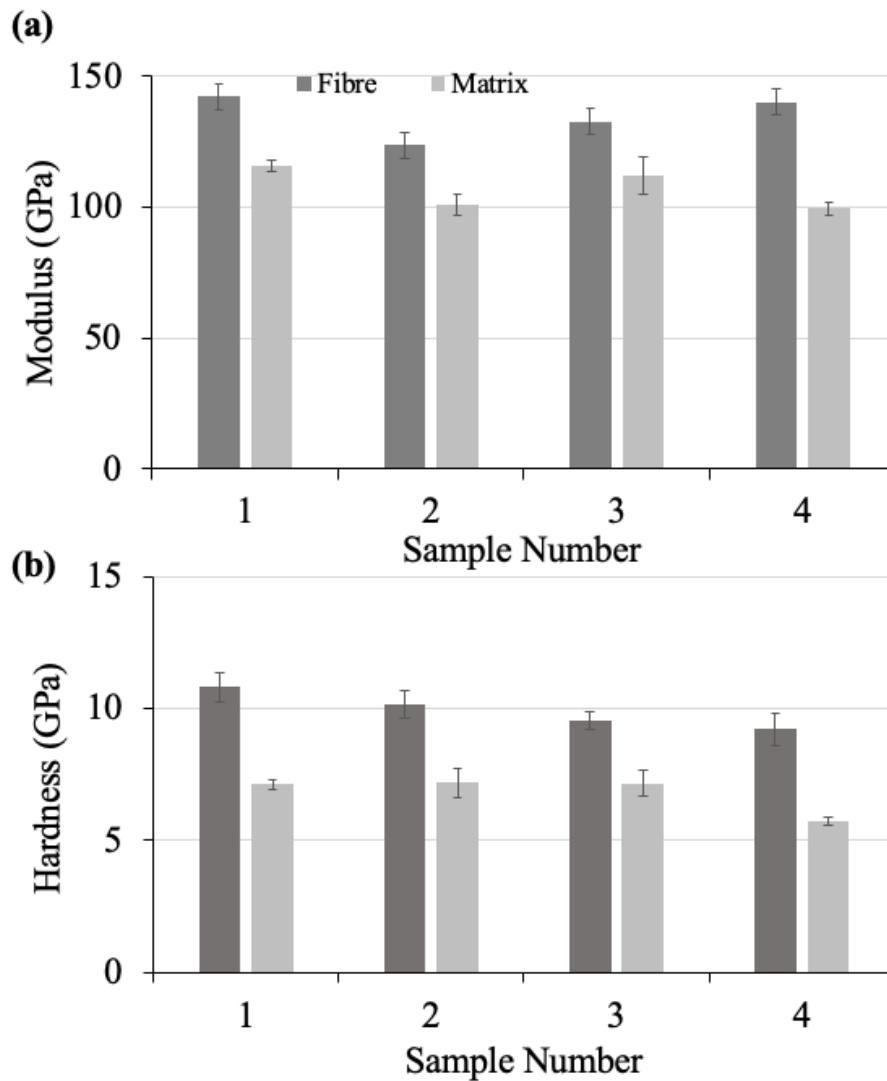 (a)
150
Fibre Matrix
100
50
0
Modulus (GPa)
1 2 3 4
Sample Number
(b)
15
10
5
0
Hardness (GPa)
1 2 3 4
Sample Number